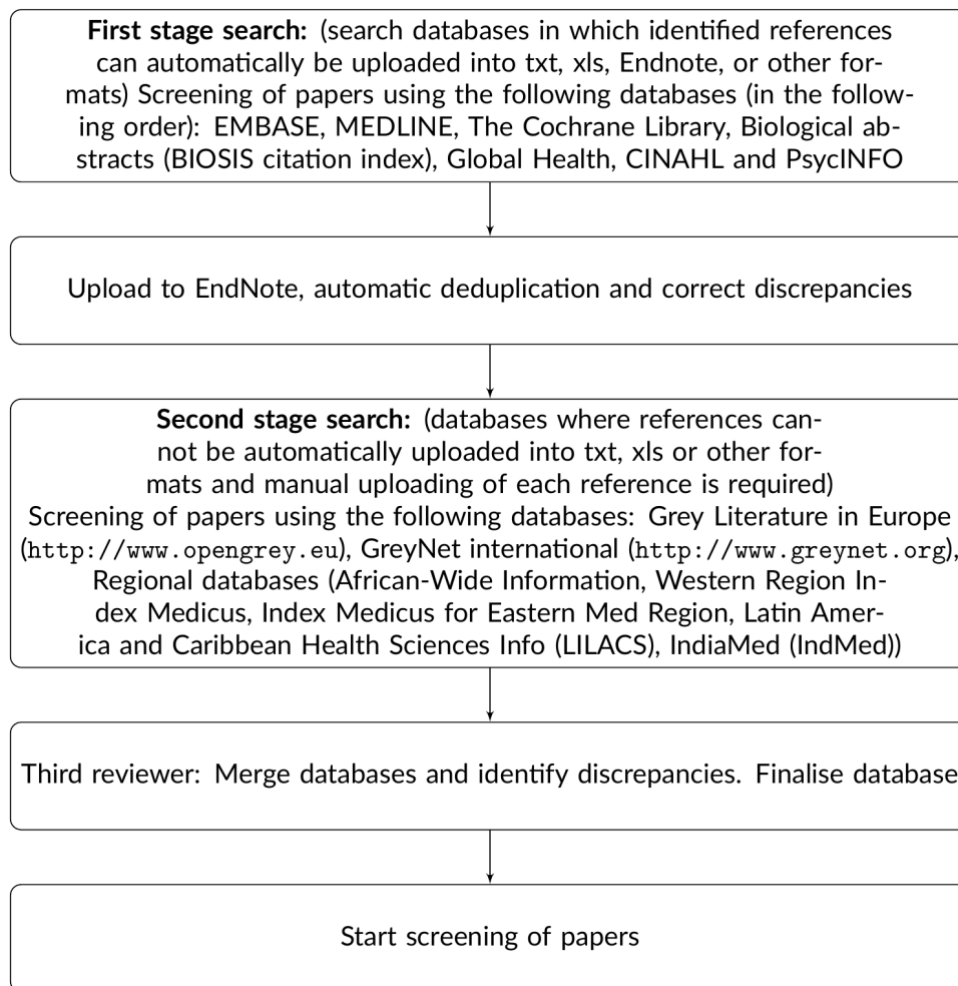 First stage search: (search databases in which identified references
can automatically be uploaded into txt, xls, Endnote, or other for-
mats) Screening of papers using the following databases (in the follow-
ing order): EMBASE, MEDLINE, The Cochrane Library, Biological ab-
stracts (BIOSIS citation index), Global Health, CINAHL and PsycINFO
Upload to EndNote, automatic deduplication and correct discrepancies
Second stage search: (databases where references can-
not be automatically uploaded into txt, xls or other for-
mats and manual uploading of each reference is required)
Screening of papers using the following databases: Grey Literature in Europe
(http://www.opengrey.eu), GreyNet international (http://www.greynet.org),
Regional databases (African-Wide Information, Western Region In-
dex Medicus, Index Medicus for Eastern Med Region, Latin Amer-
ica and Caribbean Health Sciences Info (LILACS), IndiaMed (IndMed))
Third reviewer: Merge databases and identify discrepancies. Finalise database
Start screening of papers